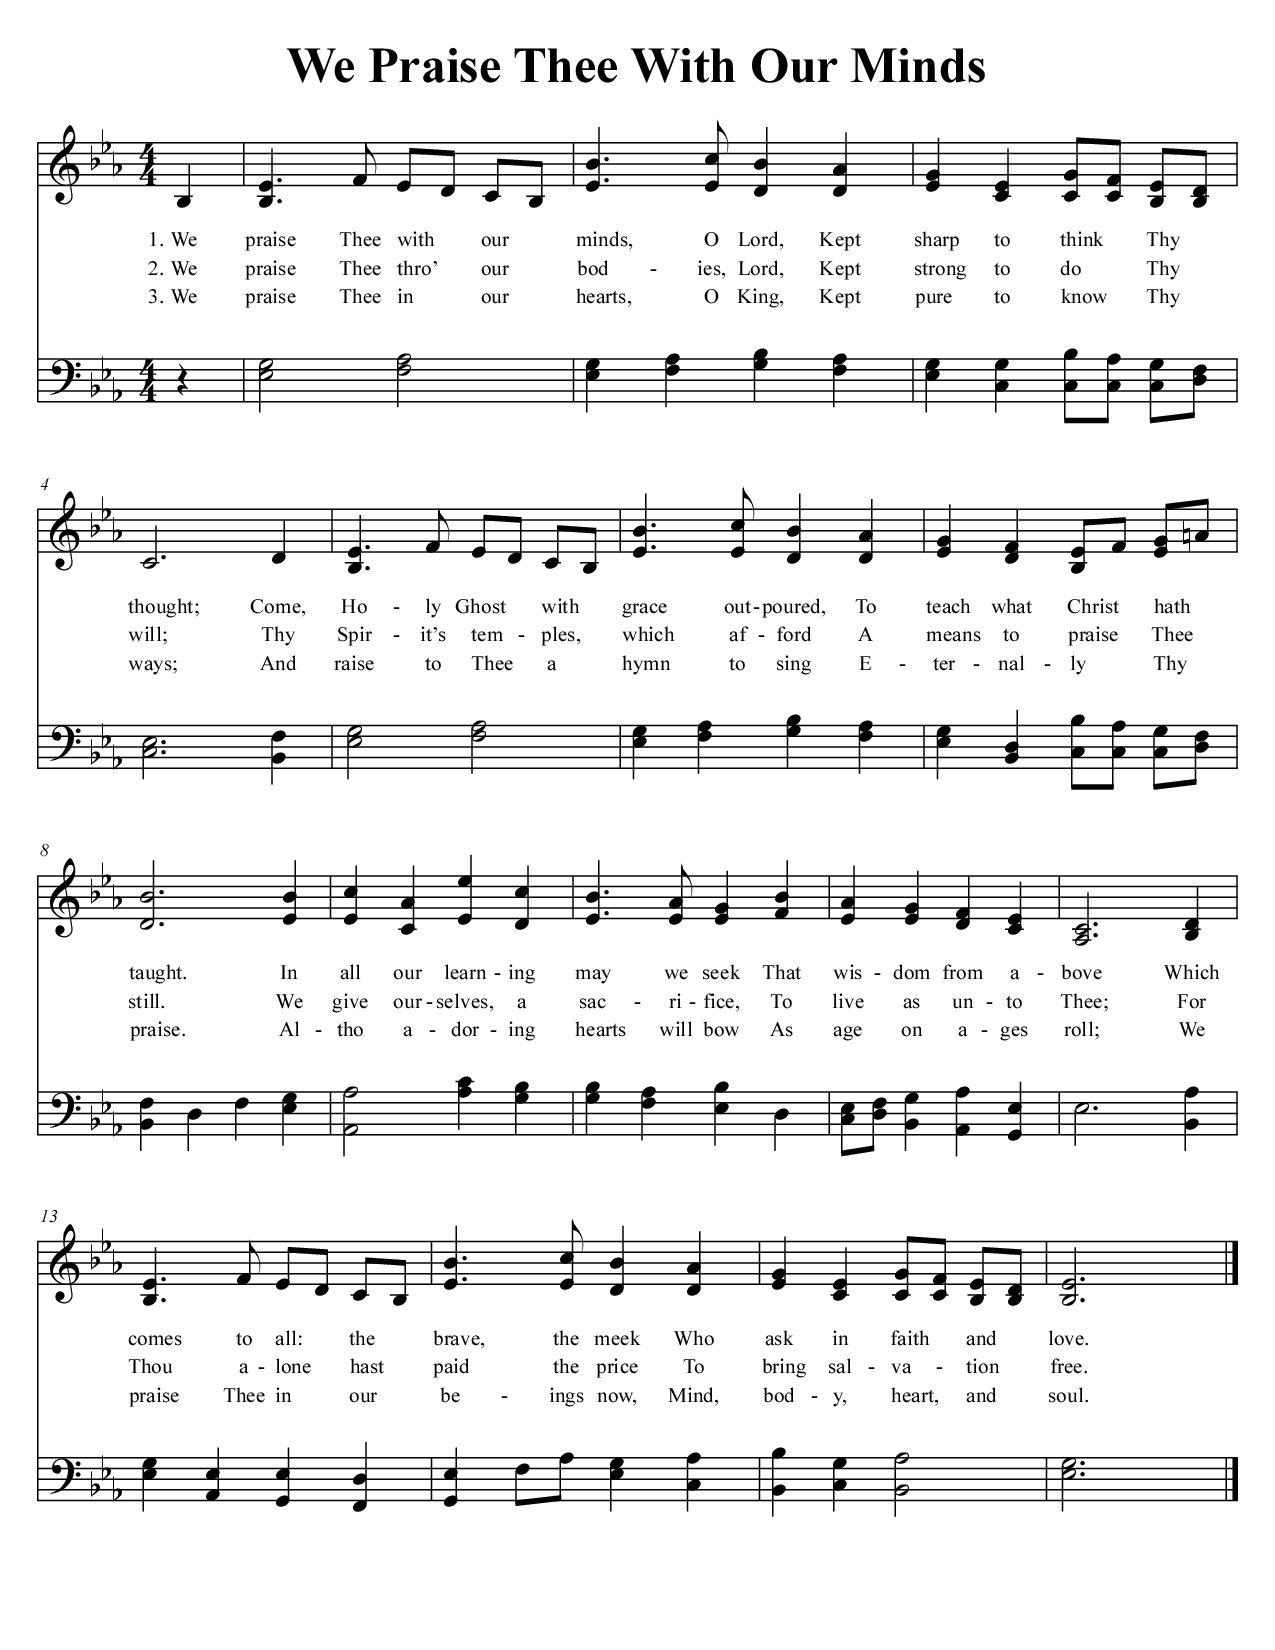 We Praise Thee With Our Minds
4 4
1. We praise Thee with our minds, O Lord, Kept sharp to think Thy
2. We praise Thee thro’ our bod - ies, Lord, Kept strong to do Thy
3. We praise Thee in our hearts, O King, Kept pure to know Thy
4 4
4
thought; Come, Ho - ly Ghost with grace out - poured, To teach what Christ hath
will; Thy Spir - it’s tem - ples, which af - ford A means to praise Thee
ways; And raise to Thee a hymn to sing E - ter - nal - ly Thy
8
taught. In all our learn - ing may we seek That wis - dom from a - bove Which
still. We give our - selves, a sac - ri - fice, To live as un - to Thee; For
praise. Al - tho a - dor - ing hearts will bow As age on a - ges roll; We
13
comes to all: the brave, the meek Who ask in faith and love.
Thou a - lone hast paid the price To bring sal - va - tion free.
praise Thee in our be - ings now, Mind, bod - y, heart, and soul.